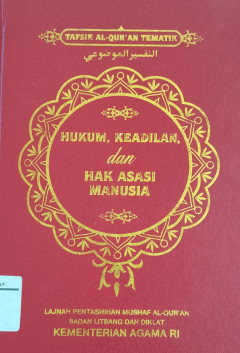 TAFSIR AL-QUR'AN TEMATIK
التفسير الموضوعي
HUKUM, KEADILAN,
dan
HAK ASASI
MANUSIA
LAJNAH PENTASHIHAN MUSHAF AL-QUR'AN
BADAN LITBANG DAN DIKLAT
KEMENTERIAN AGAMA RI